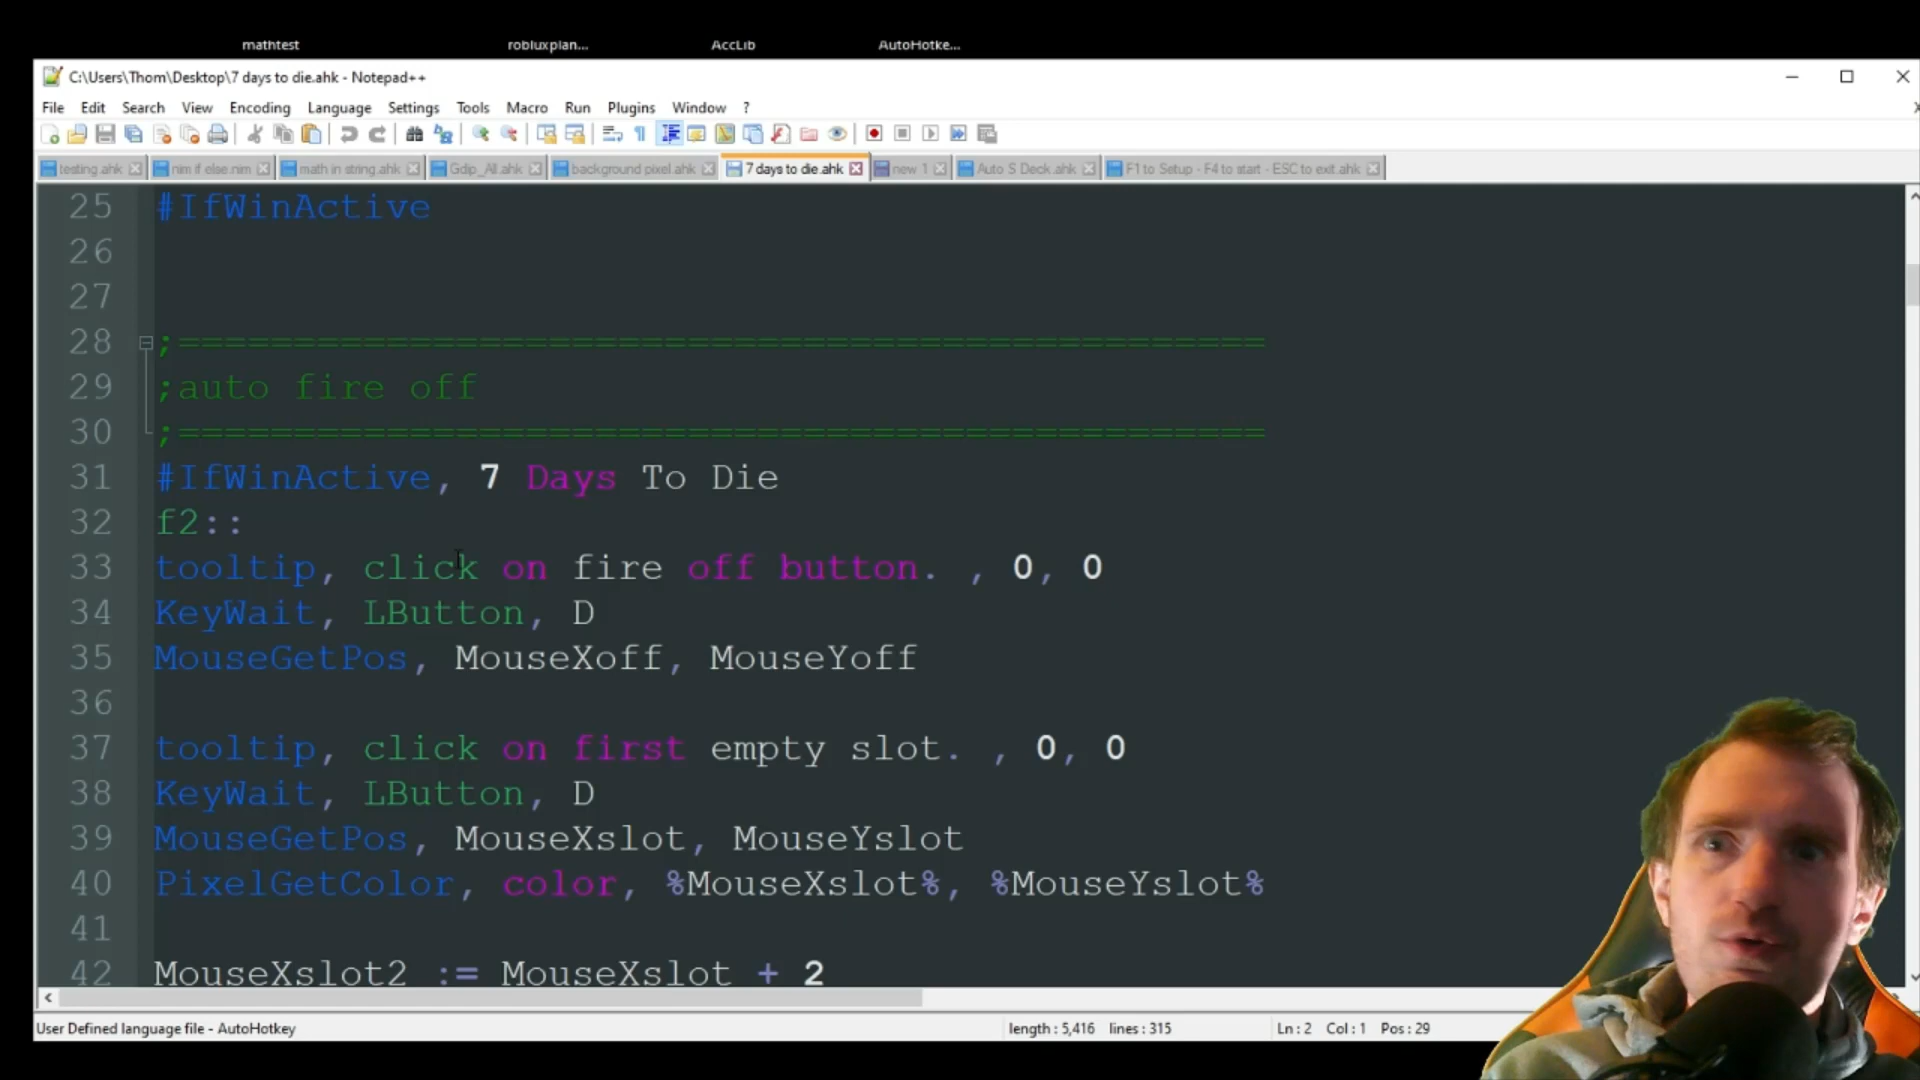 mathtest robluxplan... AccLib AutoHotke...
C:\Users\Thom\Desktop\7 days to die.ahk - Notepad++
File Edit Search View Encoding Language Settings Tools Macro Run Plugins Window ?
testing.ahk nim if else.nim math in string.ahk Gdip_All.ahk background pixel.ahk 7 days to die.ahk new 1 Auto S Deck.ahk F1 to Setup - F4 to start - ESC to exit.ahk
25 #IfWinActive
26
27
28 ;===============================================
29 ;auto fire off
30 ;===============================================
31 #IfWinActive, 7 Days To Die
32 f2::
33 tooltip, click on fire off button. , 0, 0
34 KeyWait, LButton, D
35 MouseGetPos, MouseXoff, MouseYoff
36
37 tooltip, click on first empty slot. , 0, 0
38 KeyWait, LButton, D
39 MouseGetPos, MouseXslot, MouseYslot
40 PixelGetColor, color, %MouseXslot%, %MouseYslot%
41
42 MouseXslot2 := MouseXslot + 2
User Defined language file - AutoHotkey length : 5,416 lines : 315 Ln : 2 Col : 1 Pos : 29